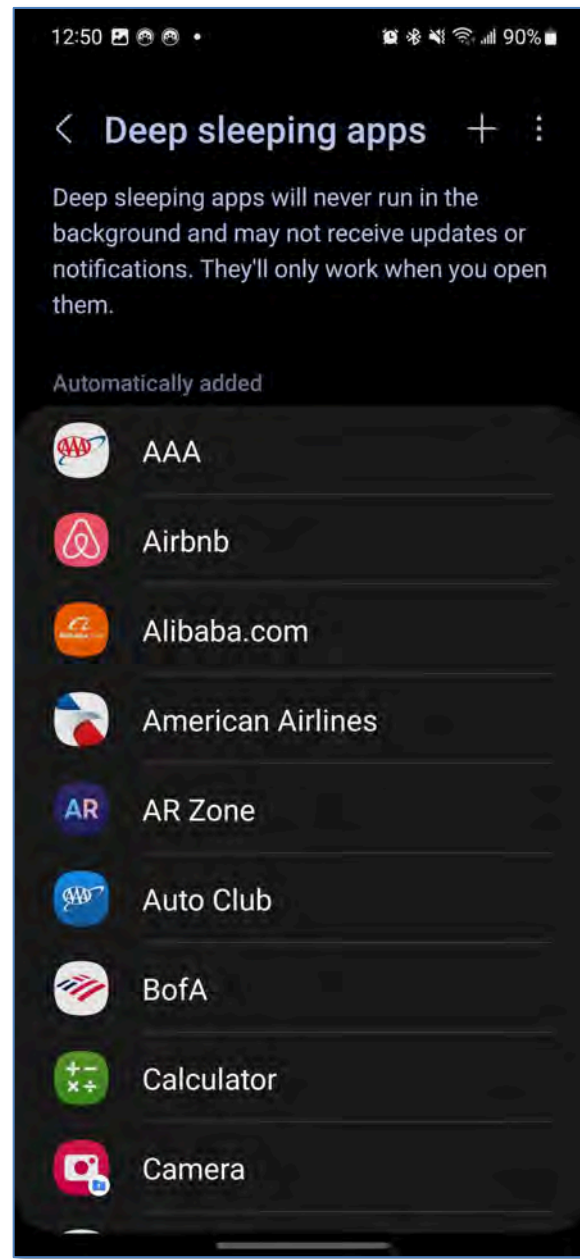 12:50 90%
Deep sleeping apps
Deep sleeping apps will never run in the
background and may not receive updates or
notifications. They'll only work when you open
them.
Automatically added
AAA
AAA
Airbnb
Alibaba.com
American Airlines
AR
AR Zone
AAA
Auto Club
BofA
Calculator
Camera